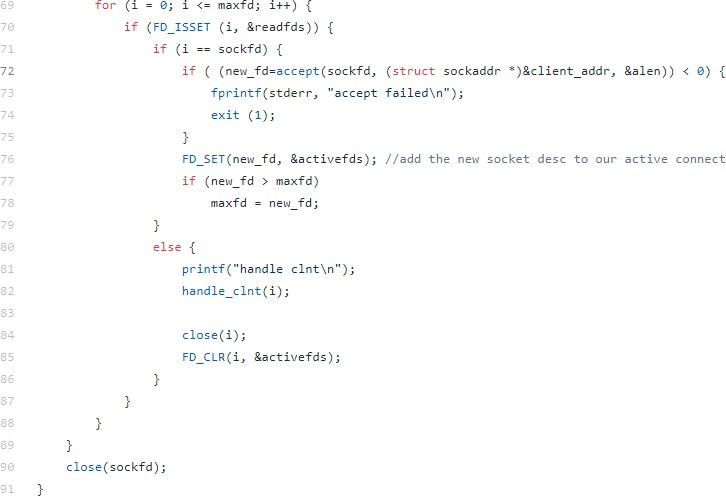 69 for (i = 0; i <= maxfd; i++) {
70 if (FD_ISSET (i, &readfds)) {
71 if (i == sockfd) {
72 if ( (new_fd=accept(sockfd, (struct sockaddr *)&client_addr, &alen)) < 0) {
73 fprintf(stderr, "accept failed\n");
74 exit (1);
75 }
76 FD_SET(new_fd, &activefds); //add the new socket desc to our active connect
77 if (new_fd > maxfd)
78 maxfd = new_fd;
79 }
80 else {
81 printf("handle clnt\n");
82 handle_clnt(i);
83
84 close(i);
85 FD_CLR(i, &activefds);
86 }
87 }
88 }
89 }
90 close(sockfd);
91 }